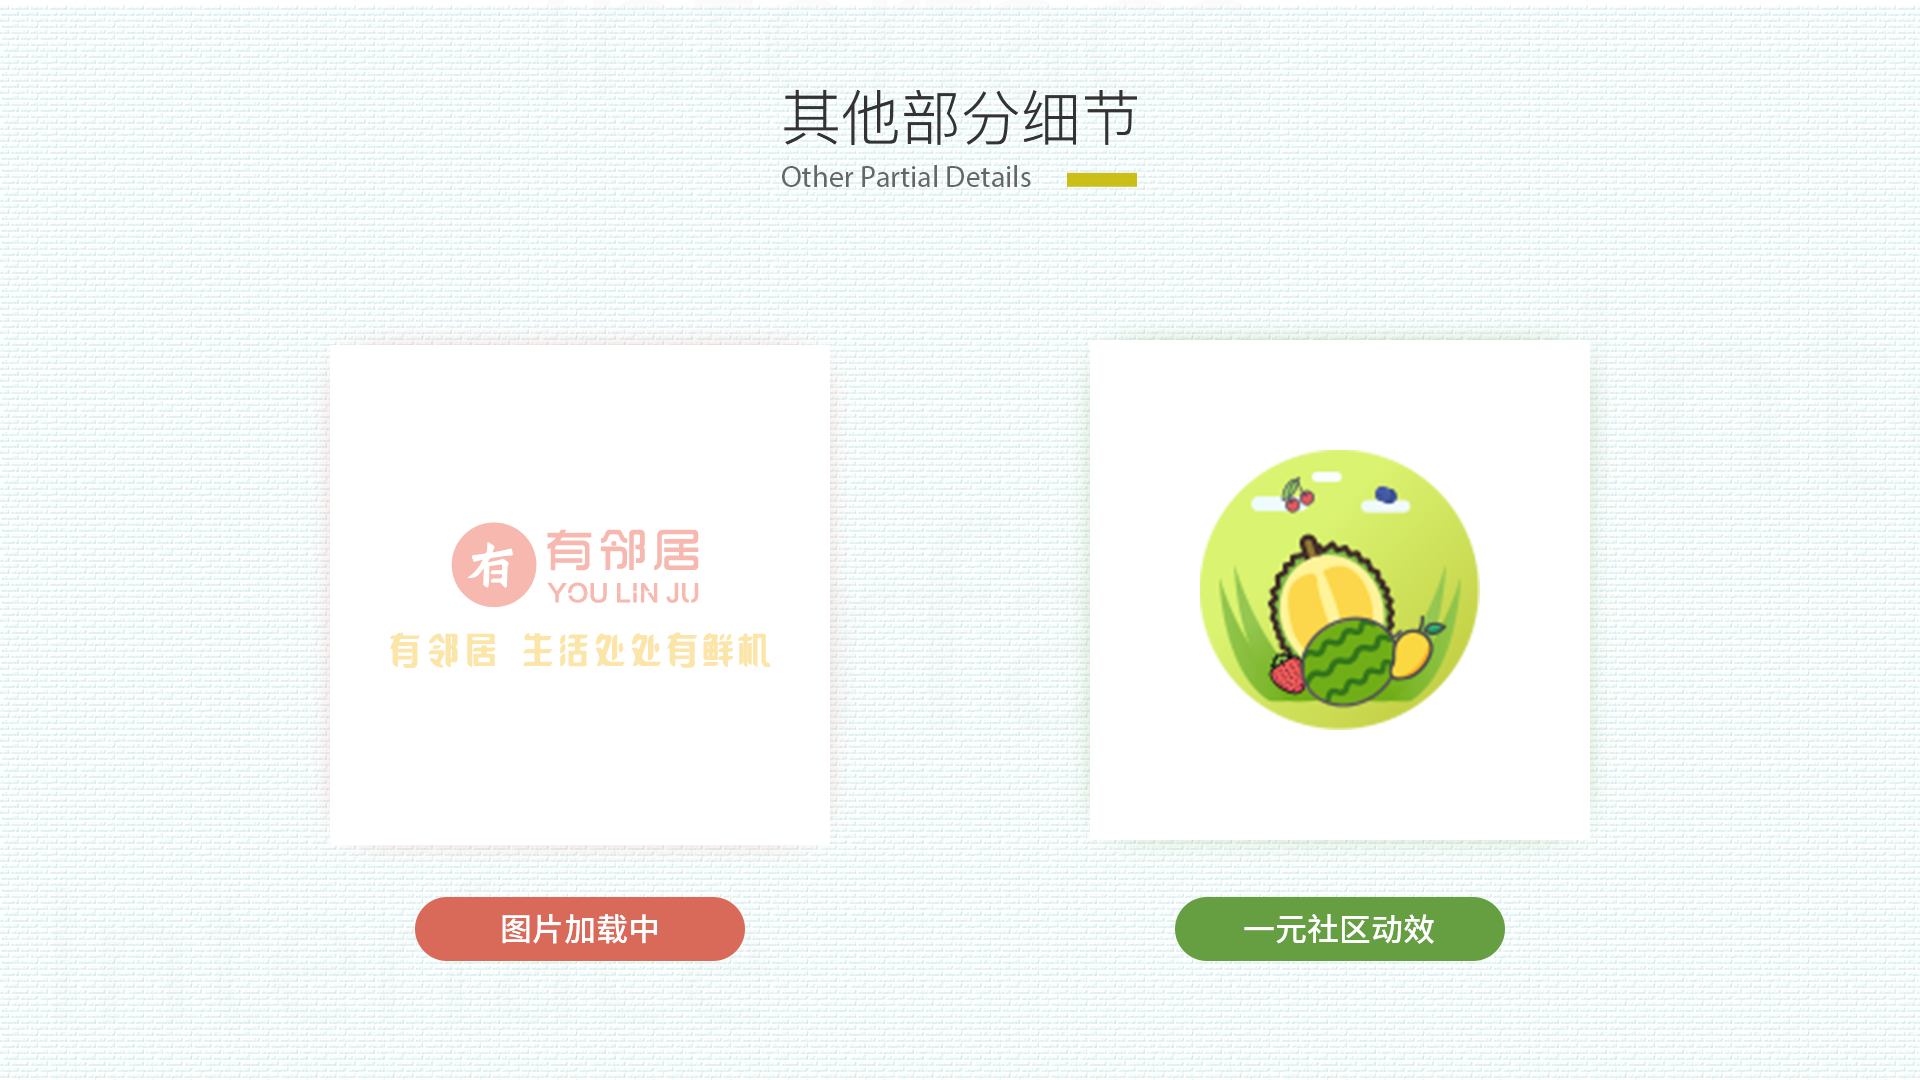 其他部分细节
Other Partial Details
有
有邻居
YOU LIN JU
有邻居 生活处处有鲜机
图片加载中
一元社区动效